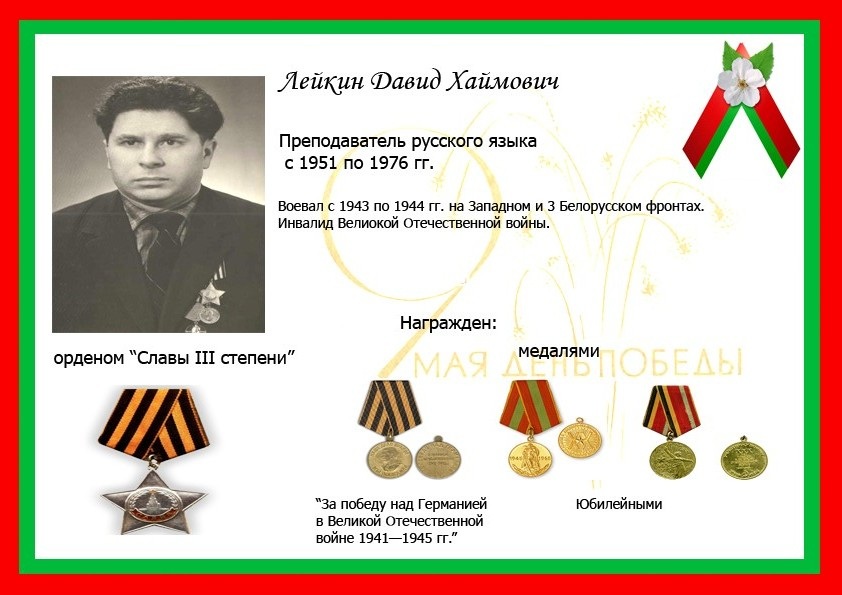 Лейкин Давид Хаймович
Преподаватель русского языка
с 1951 по 1976 гг.
Воевал с 1943 по 1944 гг. на Западном и 3 Белорусском фронтах.
Инвалид Велиокой Отечественной войны.
Награжден:
орденом “Славы III степени”
медалями
9 МАЯ ДЕНЬ ПОБЕДЫ
“За победу над Германией
в Великой Отечественной
войне 1941—1945 гг.”
Юбилейными